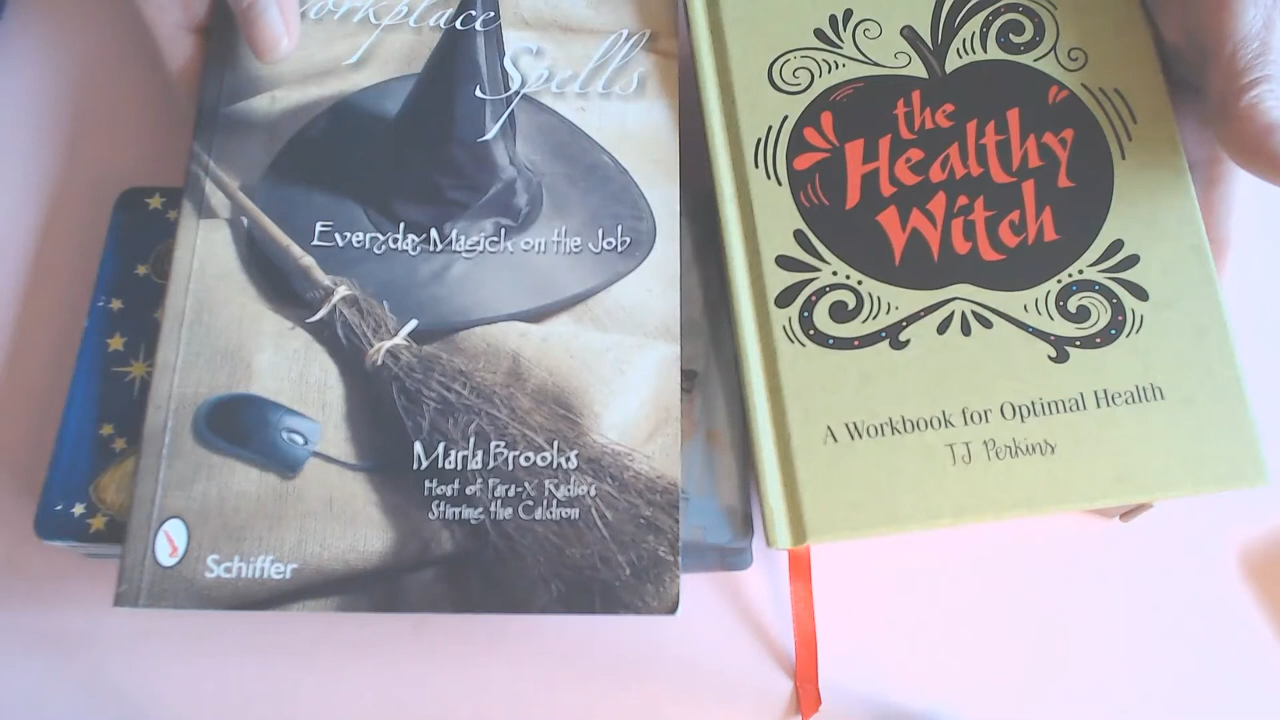 Workplace
Spells
Everyday Magick on the Job
Marla Brooks
Host of Para-X Radio's
Stirring the Caldron
Schiffer
the
Healthy
Witch
A Workbook for Optimal Health
TJ Perkins